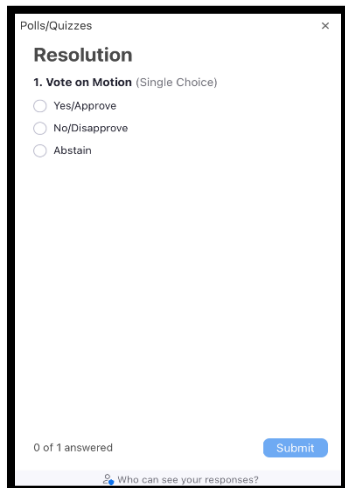 Polls/Quizzes ×
Resolution
1. Vote on Motion (Single Choice)
Yes/Approve
No/Disapprove
Abstain
0 of 1 answered Submit
Who can see your responses?